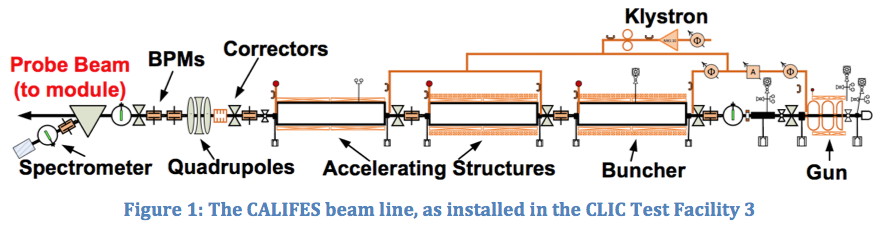 Klystron
BPMs
Correctors
Probe Beam
(to module)
Φ
Φ
A
Φ
Spectrometer
Quadrupoles
Accelerating Structures
Buncher
Gun
Figure 1: The CALIFES beam line, as installed in the CLIC Test Facility 3